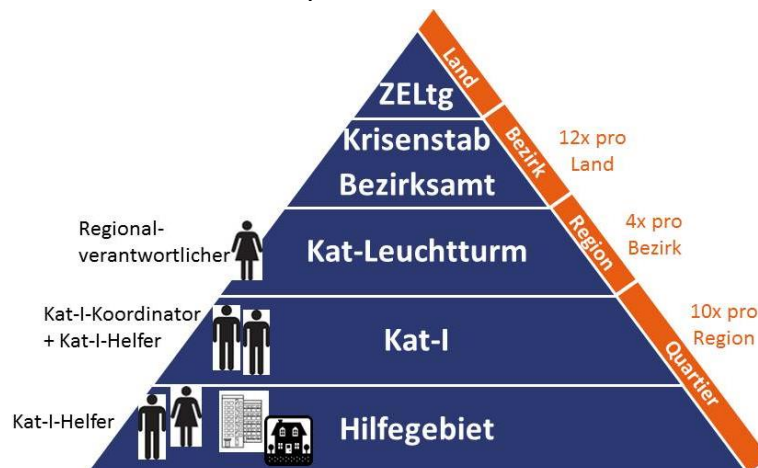 Land
ZELtg
Bezirk
12x pro
Land
Krisenstab
Bezirksamt
Regional-
verantwortlicher
Kat-Leuchtturm
Region
4x pro
Bezirk
Kat-I-Koordinator
+ Kat-I-Helfer
Kat-I
Quartier
10x pro
Region
Kat-I-Helfer
Hilfegebiet